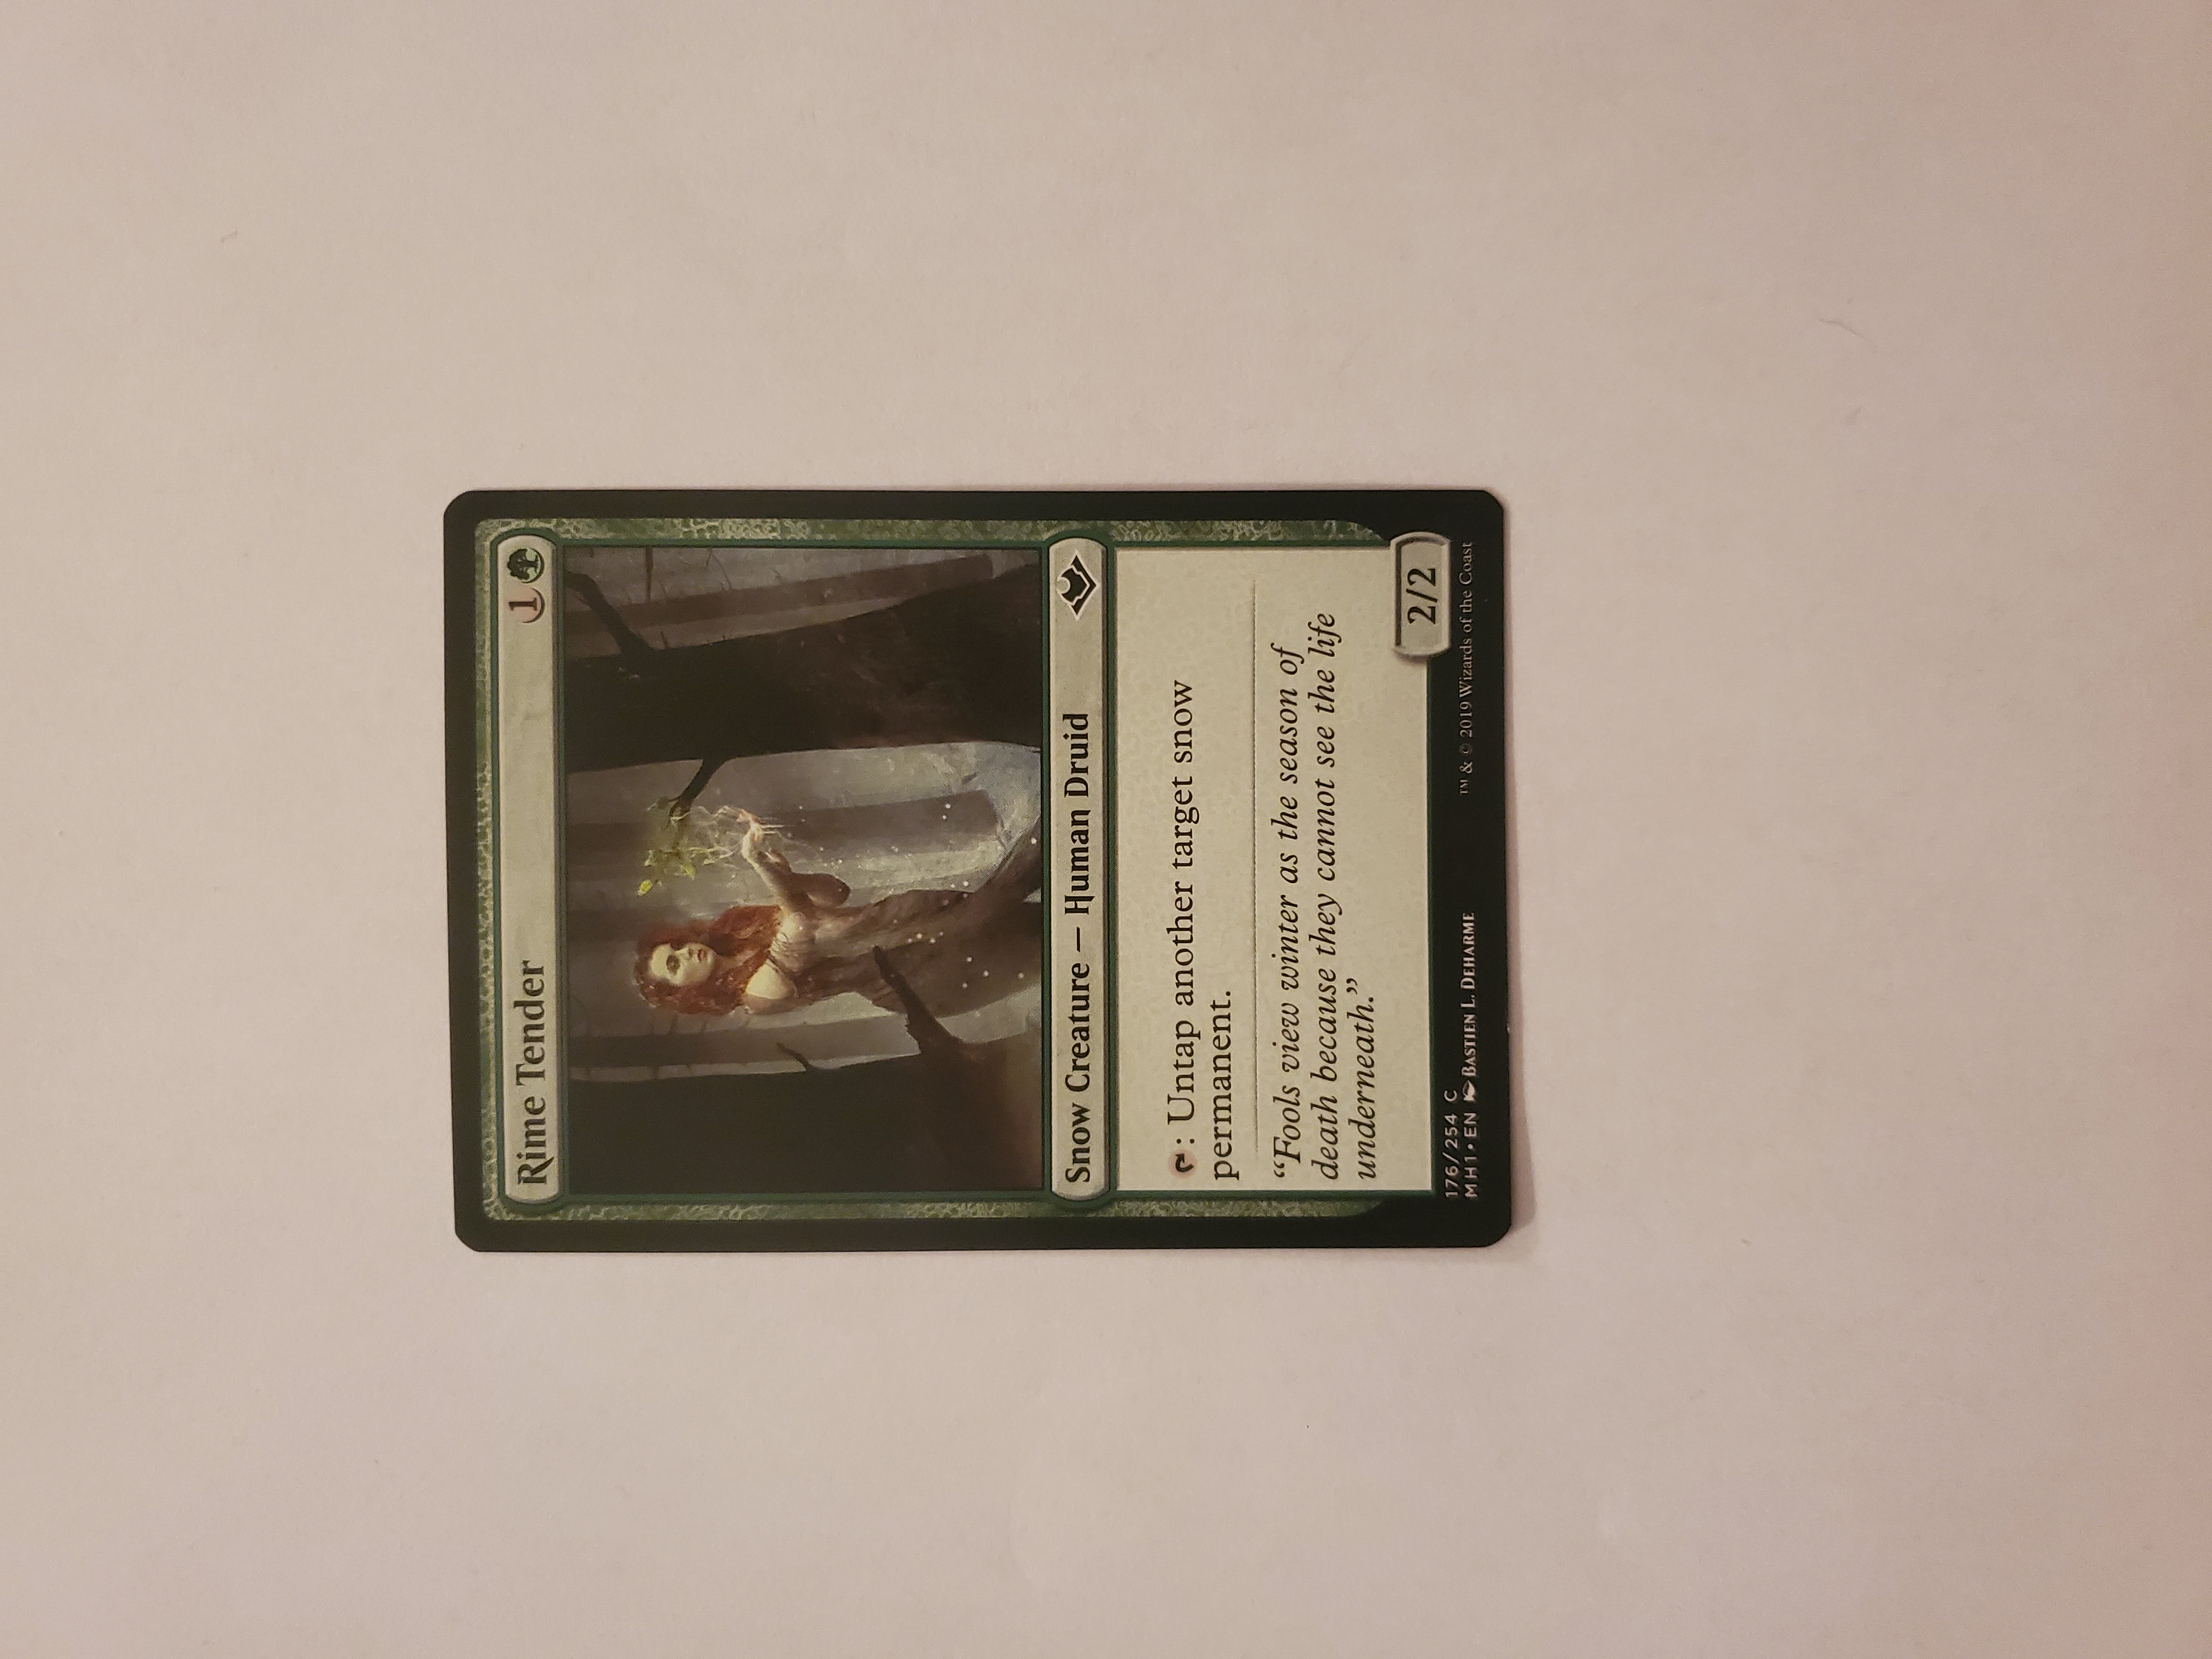 Rime Tender 1
Snow Creature — Human Druid
: Untap another target snow
permanent.
“Fools view winter as the season of
death because they cannot see the life
underneath.”
2/2
176/254 C
MH1•EN BASTIEN L. DEHARME
™ & © 2019 Wizards of the Coast